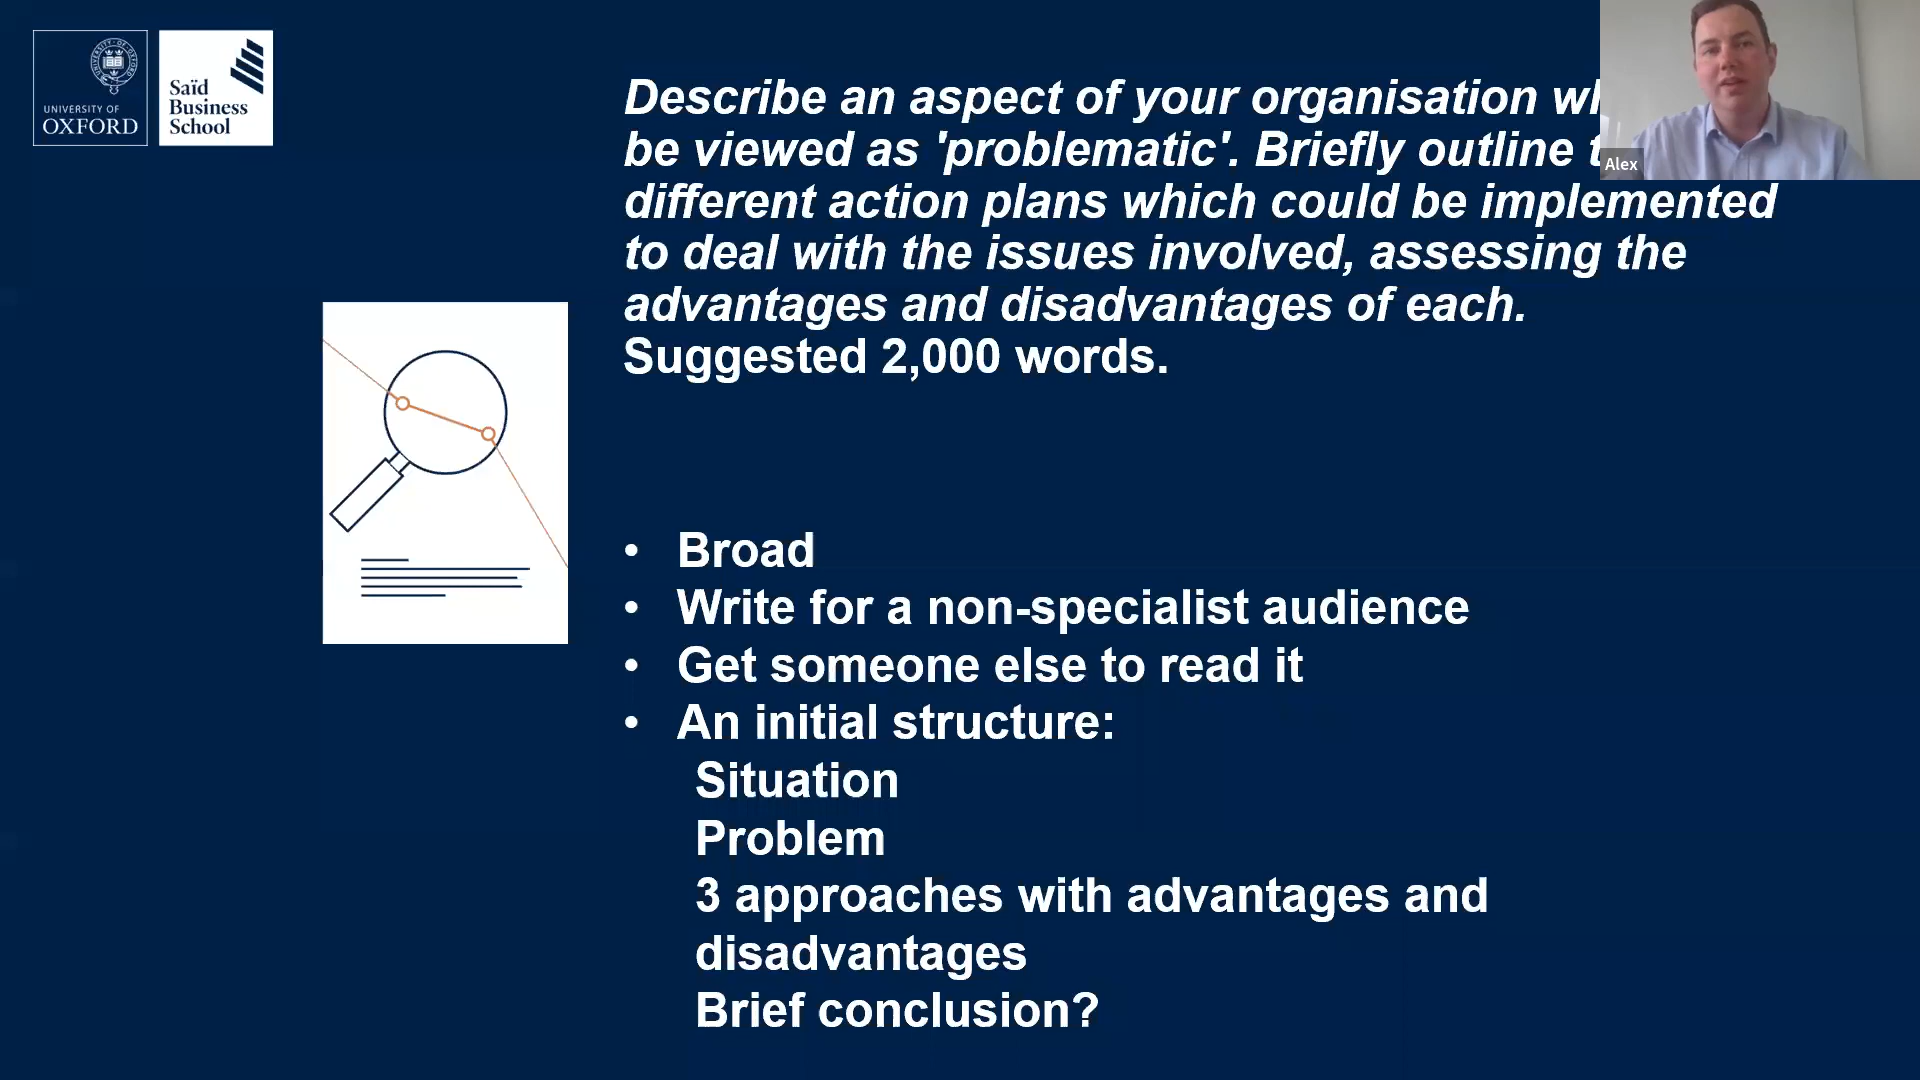 UNIVERSITY OF
OXFORD
Saïd
Business
School
Describe an aspect of your organisation
be viewed as 'problematic'. Briefly outline
different action plans which could be implemented
to deal with the issues involved, assessing the
advantages and disadvantages of each.
Suggested 2,000 words.
Alex
• Broad
• Write for a non-specialist audience
• Get someone else to read it
• An initial structure:
Situation
Problem
3 approaches with advantages and
disadvantages
Brief conclusion?